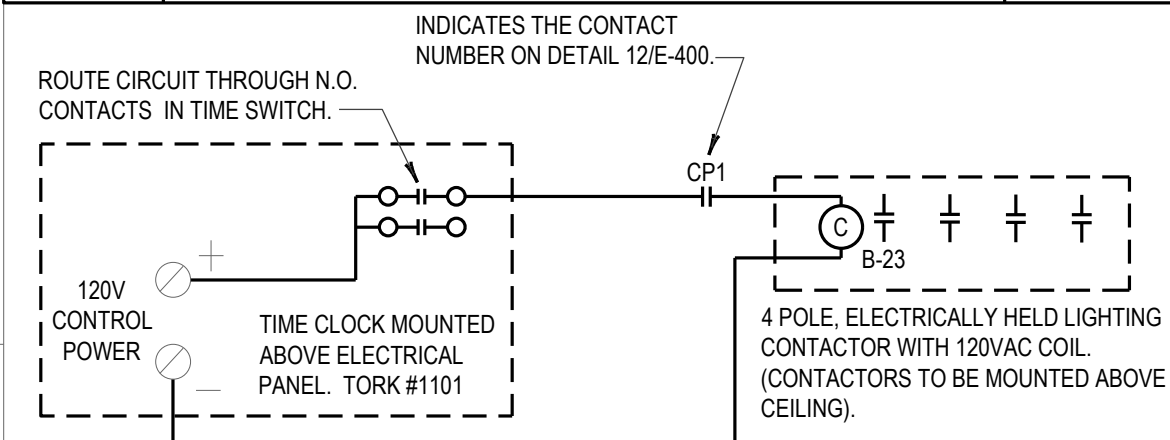 INDICATES THE CONTACT
NUMBER ON DETAIL 12/E-400.
ROUTE CIRCUIT THROUGH N.O.
CONTACTS IN TIME SWITCH.
CP1
C
B-23
+
120V
CONTROL
POWER
–
TIME CLOCK MOUNTED
ABOVE ELECTRICAL
PANEL. TORK #1101
4 POLE, ELECTRICALLY HELD LIGHTING
CONTACTOR WITH 120VAC COIL.
(CONTACTORS TO BE MOUNTED ABOVE
CEILING).